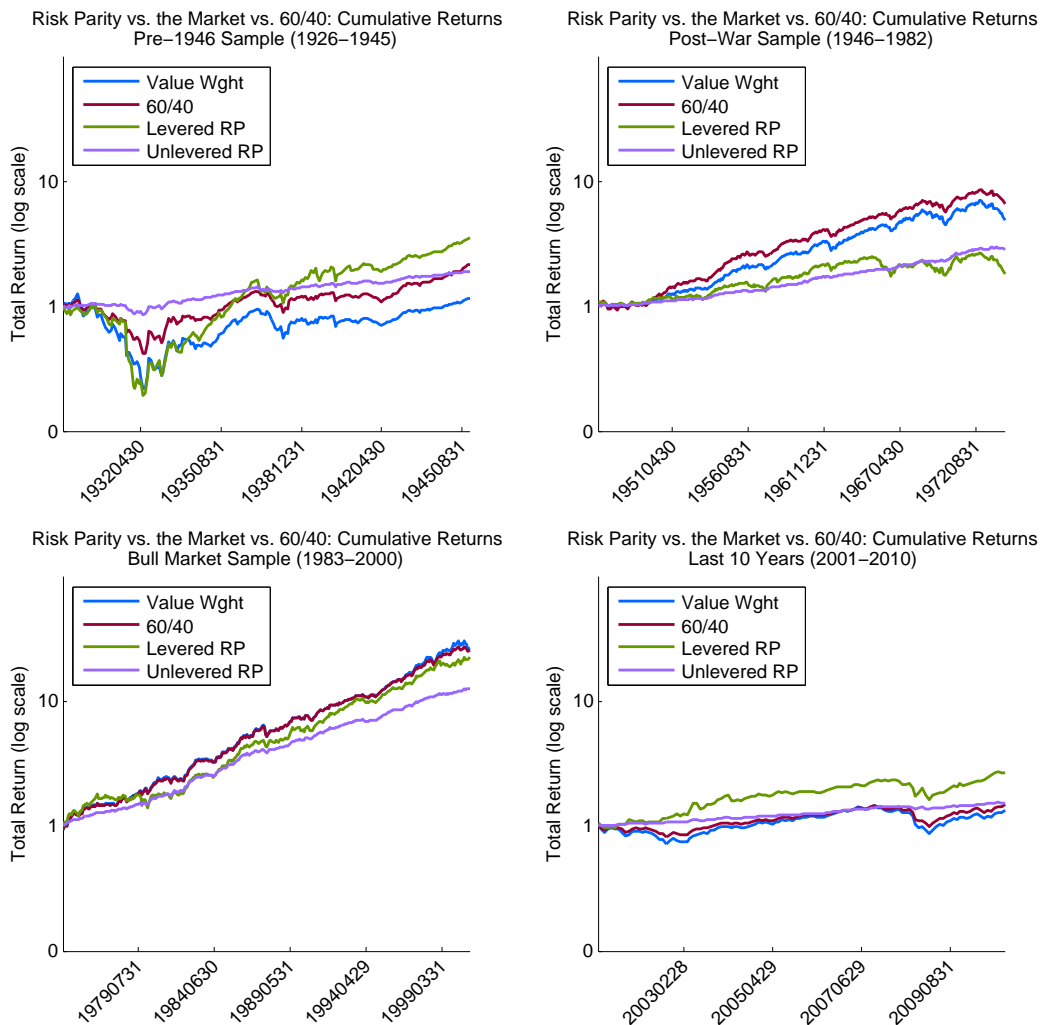 Risk Parity vs. the Market vs. 60/40: Cumulative Returns
Pre−1946 Sample (1926−1945)
Value Wght
60/40
Levered RP
Unlevered RP
Total Return (log scale)
10
1
0
19320430
19350831
19381231
19420430
19450831
Risk Parity vs. the Market vs. 60/40: Cumulative Returns
Post−War Sample (1946−1982)
Value Wght
60/40
Levered RP
Unlevered RP
Total Return (log scale)
10
1
0
19510430
19560831
19611231
19670430
19720831
Risk Parity vs. the Market vs. 60/40: Cumulative Returns
Bull Market Sample (1983−2000)
Value Wght
60/40
Levered RP
Unlevered RP
Total Return (log scale)
10
1
0
19790731
19840630
19890531
19940429
19990331
Risk Parity vs. the Market vs. 60/40: Cumulative Returns
Last 10 Years (2001−2010)
Value Wght
60/40
Levered RP
Unlevered RP
Total Return (log scale)
10
1
0
20030228
20050429
20070629
20090831